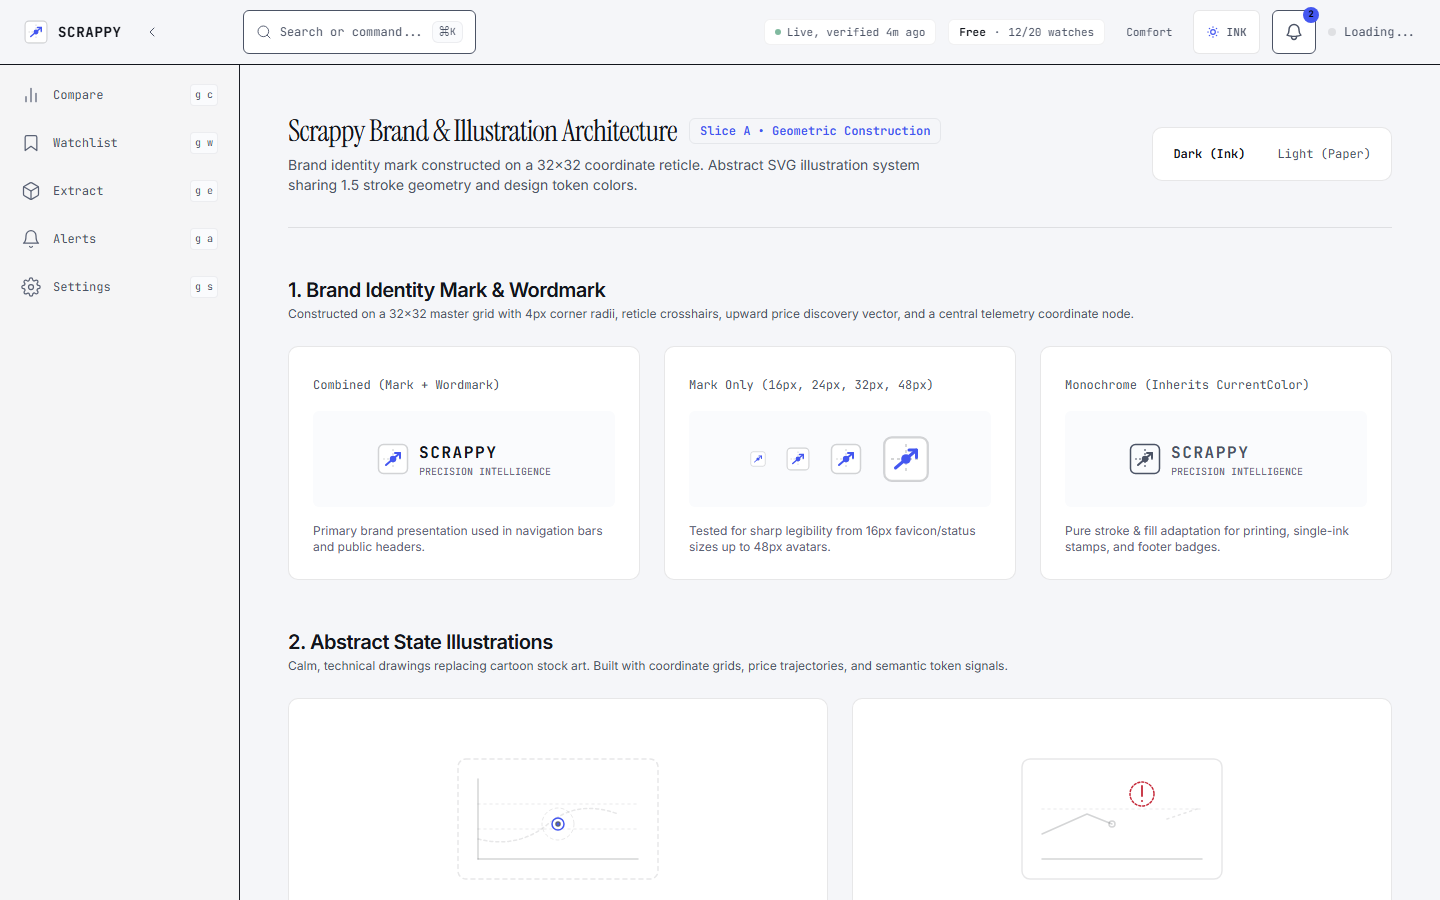 SCRAPPY
Search or command... ⌘K
Live, verified 4m ago
Free · 12/20 watches
Comfort
INK
2
Loading...
Compare g c
Watchlist g w
Extract g e
Alerts g a
Settings g s
Scrappy Brand & Illustration Architecture
Slice A • Geometric Construction
Brand identity mark constructed on a 32×32 coordinate reticle. Abstract SVG illustration system
sharing 1.5 stroke geometry and design token colors.
Dark (Ink) Light (Paper)
1. Brand Identity Mark & Wordmark
Constructed on a 32×32 master grid with 4px corner radii, reticle crosshairs, upward price discovery vector, and a central telemetry coordinate node.
Combined (Mark + Wordmark)
SCRAPPY
PRECISION INTELLIGENCE
Primary brand presentation used in navigation bars
and public headers.
Mark Only (16px, 24px, 32px, 48px)
Tested for sharp legibility from 16px favicon/status
sizes up to 48px avatars.
Monochrome (Inherits CurrentColor)
SCRAPPY
PRECISION INTELLIGENCE
Pure stroke & fill adaptation for printing, single-ink
stamps, and footer badges.
2. Abstract State Illustrations
Calm, technical drawings replacing cartoon stock art. Built with coordinate grids, price trajectories, and semantic token signals.